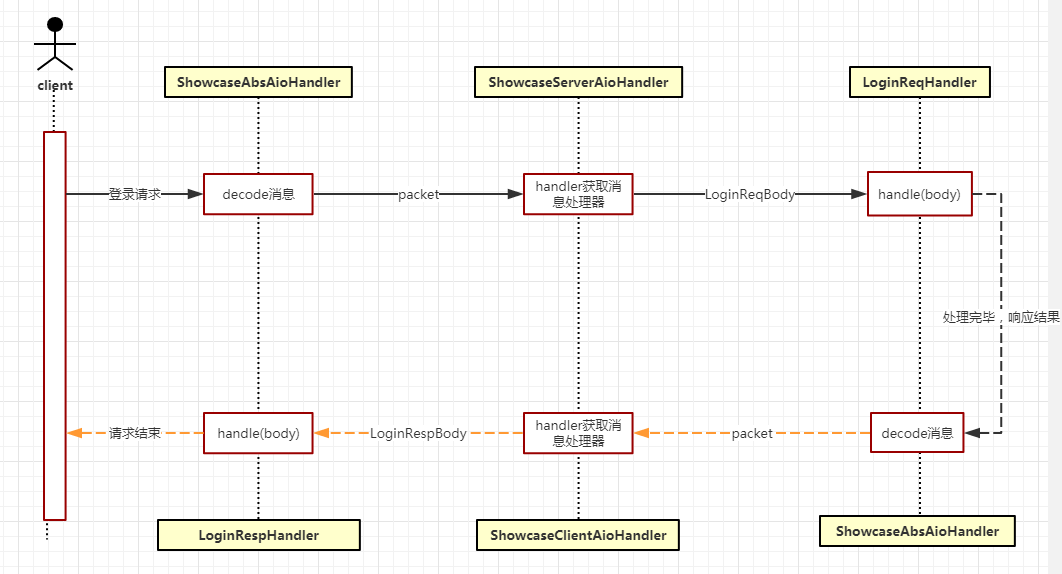 client
ShowcaseAbsAioHandler
ShowcaseServerAioHandler
LoginReqHandler
登录请求
decode消息
packet
handler获取消
息处理器
LoginReqBody
handle(body)
处理完毕，响应结果
请求结束
handle(body)
LoginRespBody
handler获取消
息处理器
packet
decode消息
LoginRespHandler
ShowcaseClientAioHandler
ShowcaseAbsAioHandler